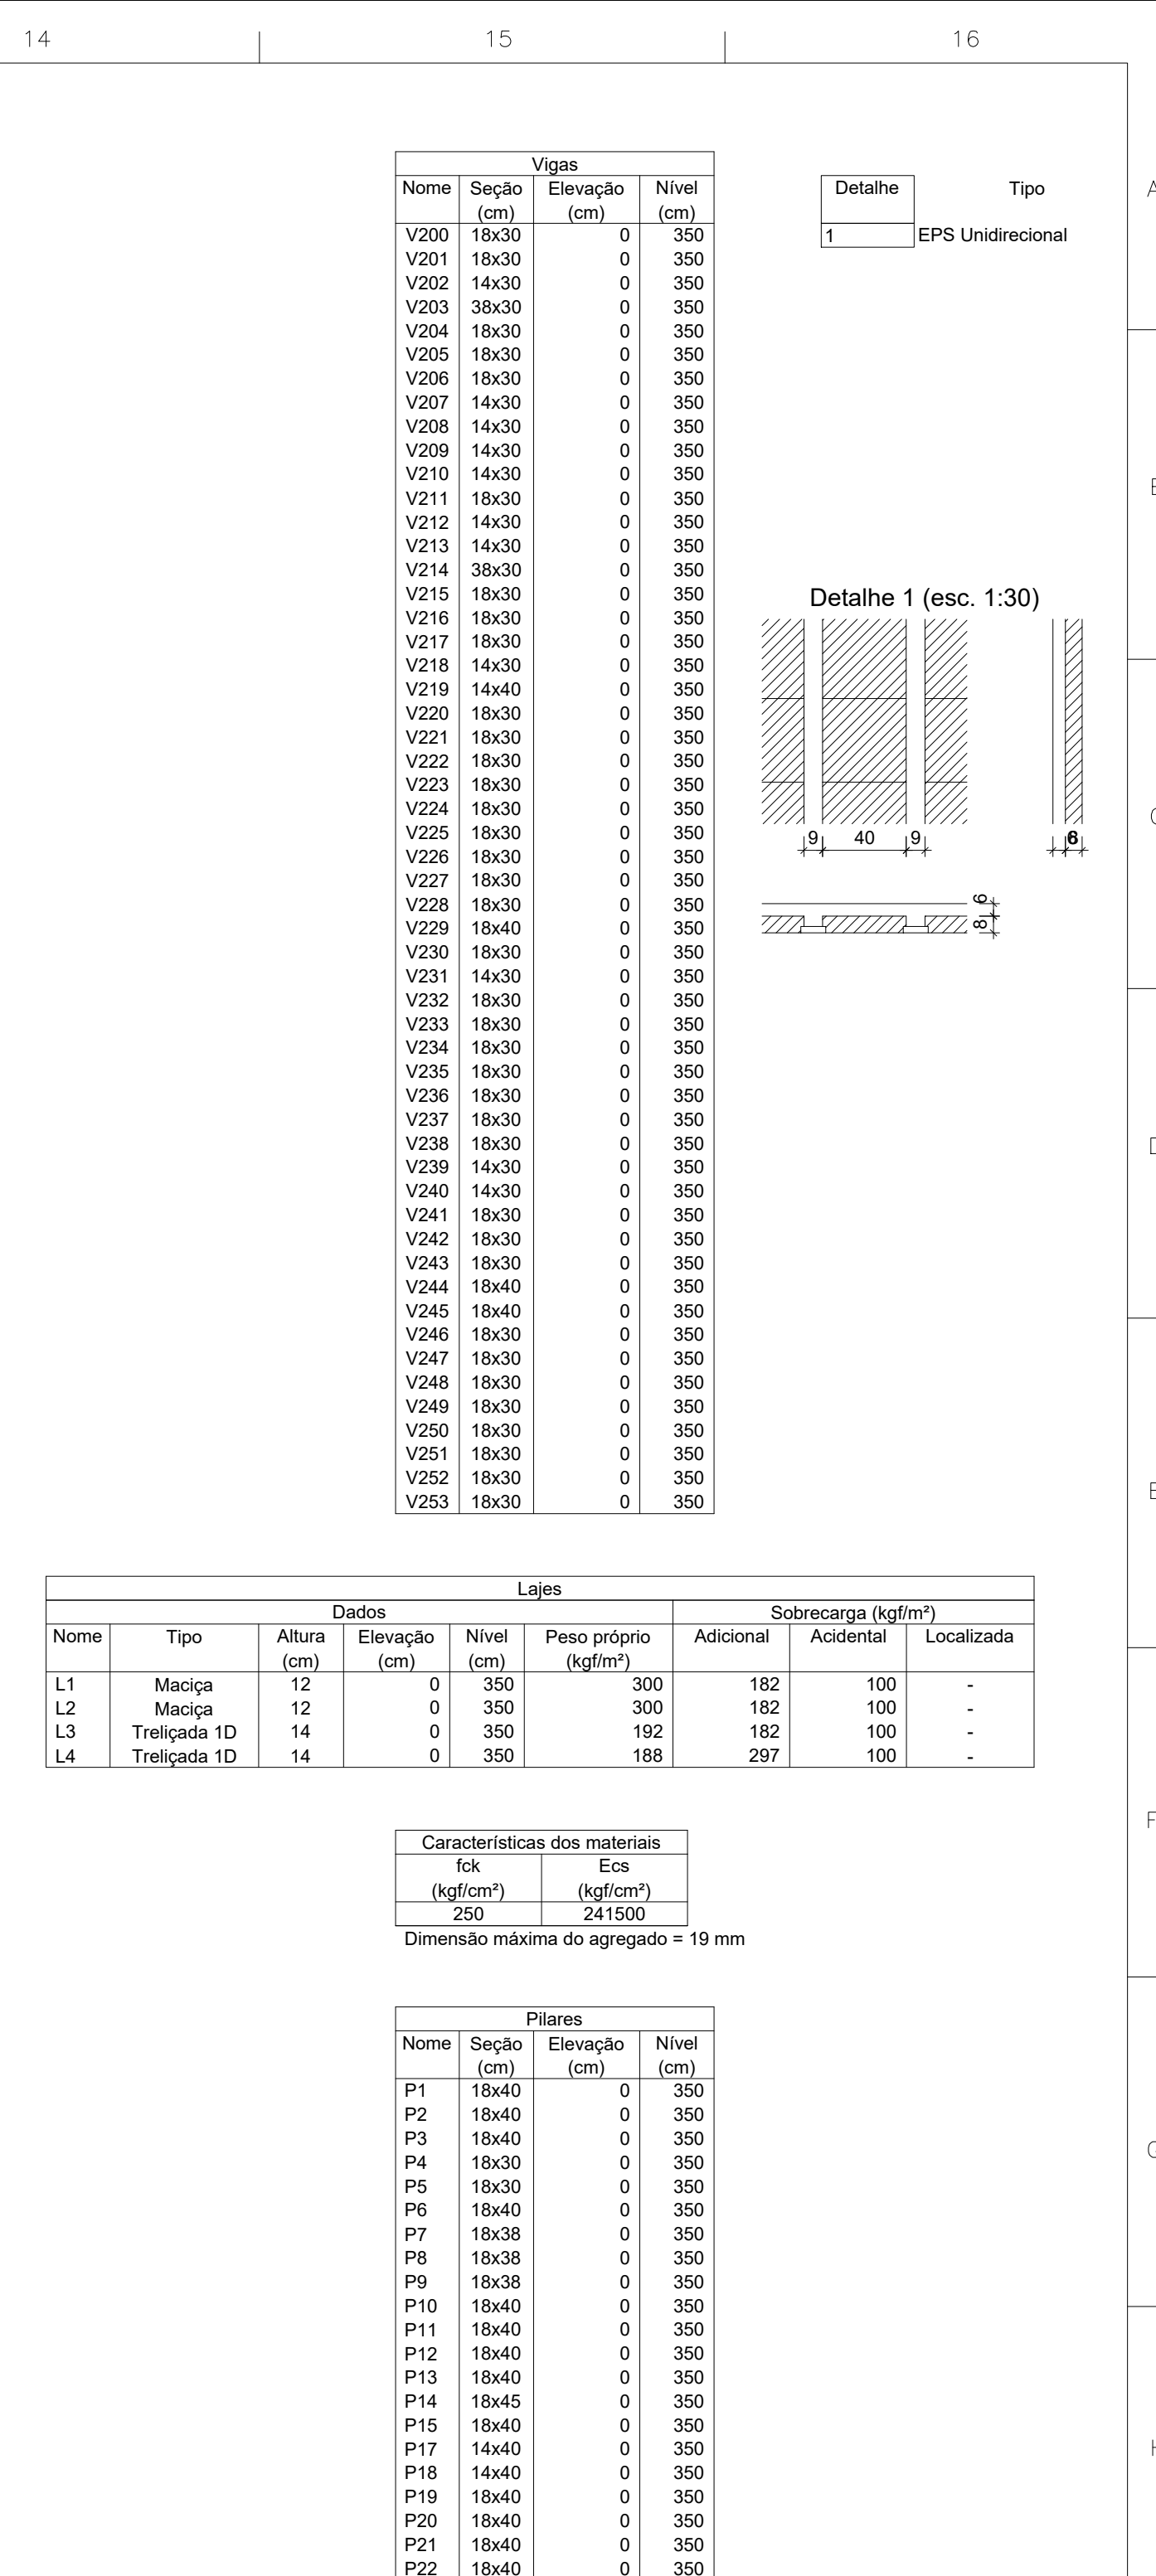 14 15 16
Vigas
Nome Seção Elevação Nível
(cm) (cm) (cm)
V200 18x30 0 350
V201 18x30 0 350
V202 14x30 0 350
V203 38x30 0 350
V204 18x30 0 350
V205 18x30 0 350
V206 18x30 0 350
V207 14x30 0 350
V208 14x30 0 350
V209 14x30 0 350
V210 14x30 0 350
V211 18x30 0 350
V212 14x30 0 350
V213 14x30 0 350
V214 38x30 0 350
V215 18x30 0 350
V216 18x30 0 350
V217 18x30 0 350
V218 14x30 0 350
V219 14x40 0 350
V220 18x30 0 350
V221 18x30 0 350
V222 18x30 0 350
V223 18x30 0 350
V224 18x30 0 350
V225 18x30 0 350
V226 18x30 0 350
V227 18x30 0 350
V228 18x30 0 350
V229 18x40 0 350
V230 18x30 0 350
V231 14x30 0 350
V232 18x30 0 350
V233 18x30 0 350
V234 18x30 0 350
V235 18x30 0 350
V236 18x30 0 350
V237 18x30 0 350
V238 18x30 0 350
V239 14x30 0 350
V240 14x30 0 350
V241 18x30 0 350
V242 18x30 0 350
V243 18x30 0 350
V244 18x40 0 350
V245 18x40 0 350
V246 18x30 0 350
V247 18x30 0 350
V248 18x30 0 350
V249 18x30 0 350
V250 18x30 0 350
V251 18x30 0 350
V252 18x30 0 350
V253 18x30 0 350
Detalhe Tipo
1 EPS Unidirecional
Detalhe 1 (esc. 1:30)
9 40 9
6
8
Lajes
Dados Sobrecarga (kgf/m²)
Nome Tipo Altura Elevação Nível Peso próprio Adicional Acidental Localizada
(cm) (cm) (cm) (kgf/m²)
L1 Maciça 12 0 350 300 182 100 -
L2 Maciça 12 0 350 300 182 100 -
L3 Treliçada 1D 14 0 350 192 182 100 -
L4 Treliçada 1D 14 0 350 188 297 100 -
Características dos materiais
fck Ecs
(kgf/cm²) (kgf/cm²)
250 241500
Dimensão máxima do agregado = 19 mm
Pilares
Nome Seção Elevação Nível
(cm) (cm) (cm)
P1 18x40 0 350
P2 18x40 0 350
P3 18x40 0 350
P4 18x30 0 350
P5 18x30 0 350
P6 18x40 0 350
P7 18x38 0 350
P8 18x38 0 350
P9 18x38 0 350
P10 18x40 0 350
P11 18x40 0 350
P12 18x40 0 350
P13 18x40 0 350
P14 18x45 0 350
P15 18x40 0 350
P17 14x40 0 350
P18 14x40 0 350
P19 18x40 0 350
P20 18x40 0 350
P21 18x40 0 350
P22 18x40 0 350